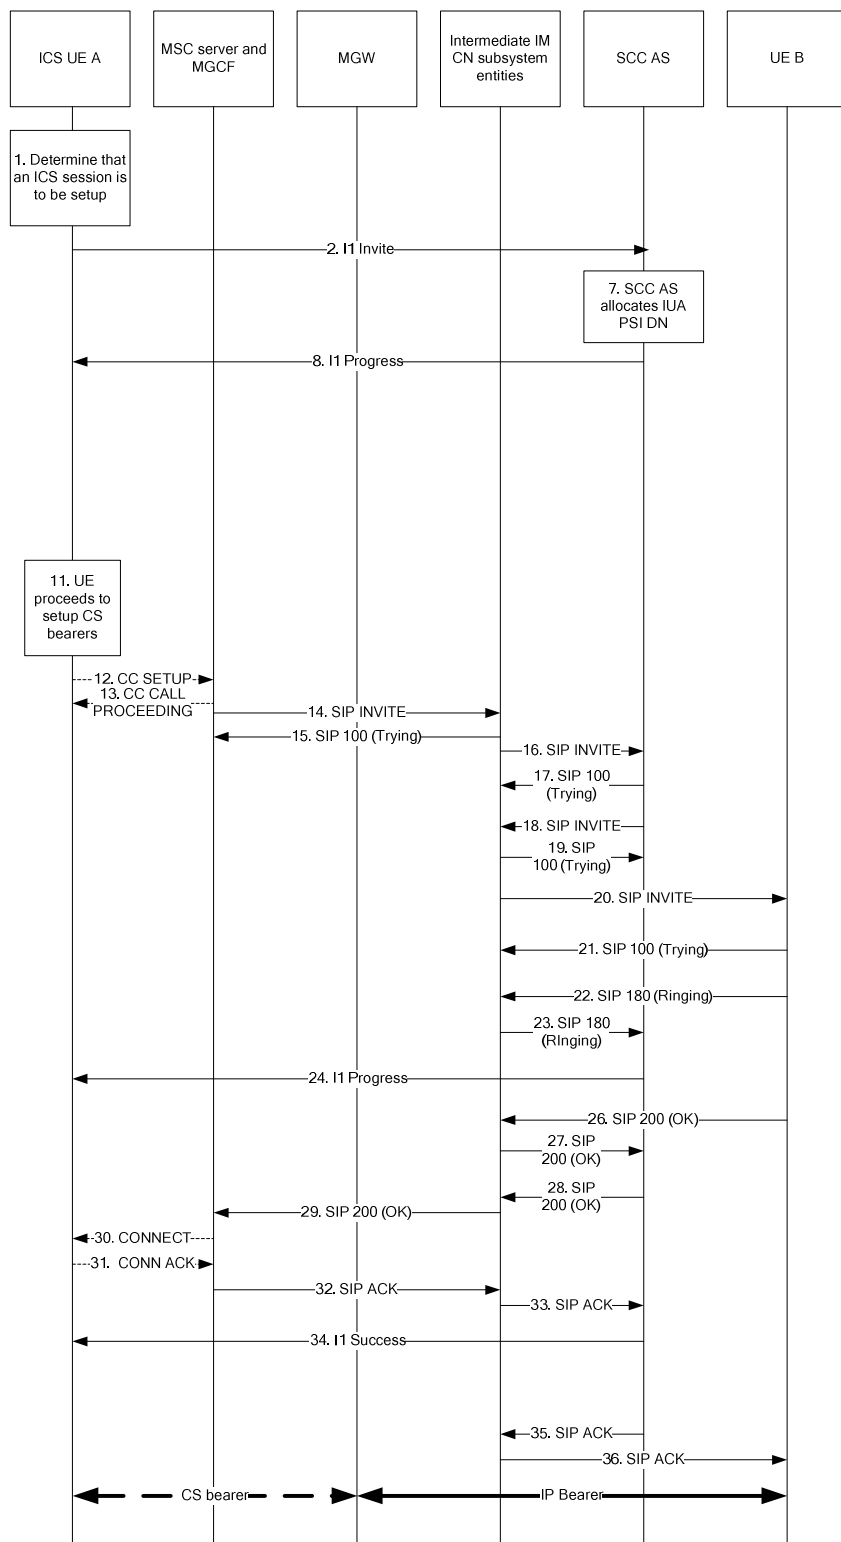 ICS UE A
MSC server and
MGCF
MGW
Intermediate IM
CN subsystem
entities
SCC AS
UE B
1. Determine that
an ICS session is
to be setup
2. I1 Invite
7. SCC AS
allocates IUA
PSI DN
8. I1 Progress
11. UE
proceeds to
setup CS
bearers
12. CC SETUP
13. CC CALL
PROCEEDING
14. SIP INVITE
15. SIP 100 (Trying)
16. SIP INVITE
17. SIP 100
(Trying)
18. SIP INVITE
19. SIP
100(Trying)
20. SIP INVITE
21. SIP 100 (Trying)
22. SIP 180 (Ringing)
23. SIP 180
(RInging)
24. I1 Progress
26. SIP 200 (OK)
27. SIP
200 (OK)
28. SIP
200 (OK)
29. SIP 200 (OK)
30. CONNECT
31. CONN ACK
32. SIP ACK
33. SIP ACK
34. I1 Success
35. SIP ACK
36. SIP ACK
CS bearer
IP Bearer